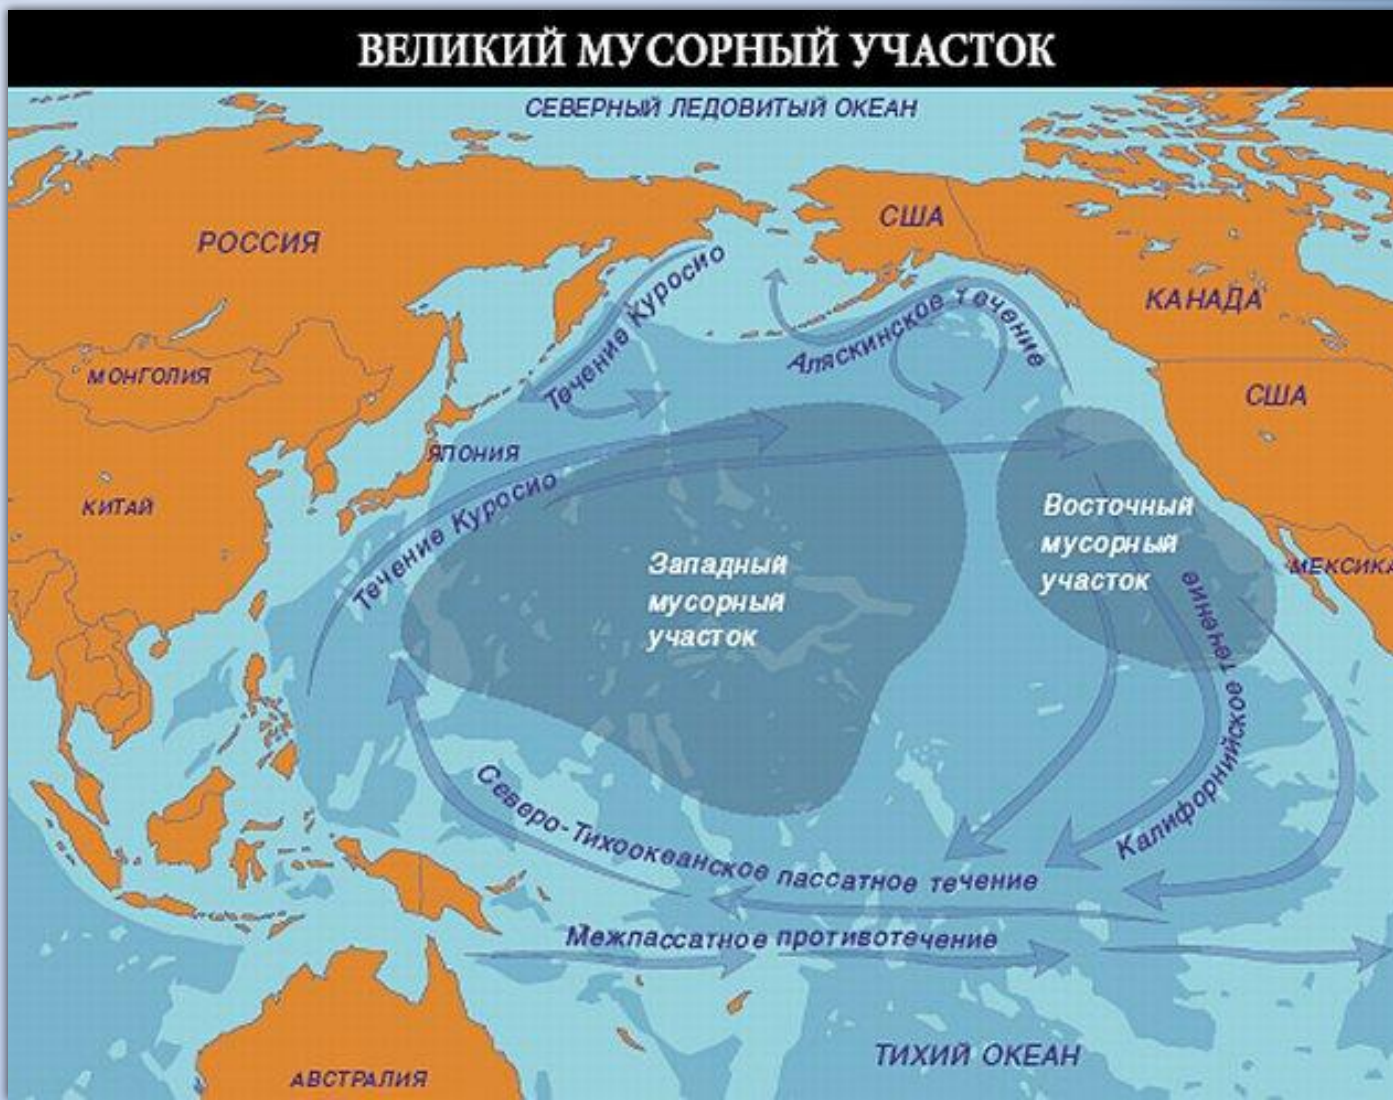 ВЕЛИКИЙ МУСОРНЫЙ УЧАСТОК
СЕВЕРНЫЙ ЛЕДОВИТЫЙ ОКЕАН
РОССИЯ
США
КАНАДА
Течение Куросио
Аляскинское течение
МОНГОЛИЯ
США
ЯПОНИЯ
КИТАЙ
Течение Куросио
Западный
мусорный
участок
Восточный
мусорный
участок
МЕКСИКА
Калифорнийское течение
Северо-Тихоокеанское пассатное течение
Межпассатное противотечение
ТИХИЙ ОКЕАН
АВСТРАЛИЯ